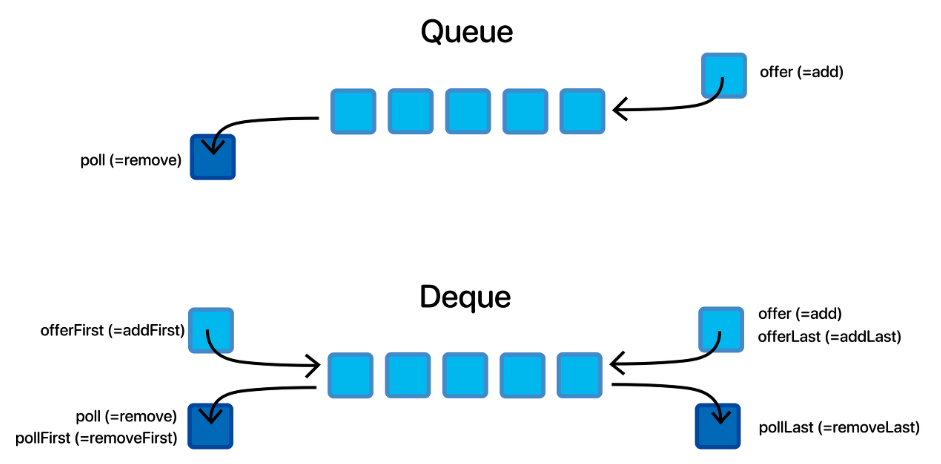 Queue
offer (=add)
poll (=remove)
Deque
offerFirst (=addFirst)
offer (=add)
offerLast (=addLast)
poll (=remove)
pollFirst (=removeFirst)
pollLast (=removeLast)